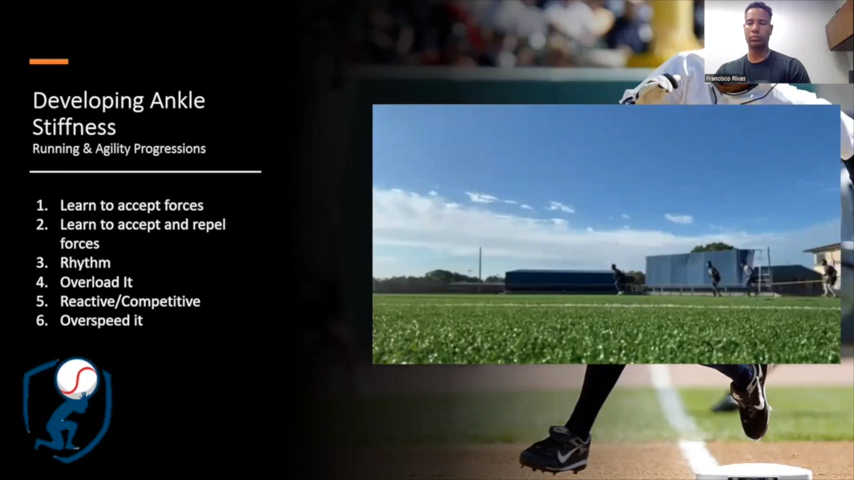 Francisco Rivas
Developing Ankle
Stiffness
Running & Agility Progressions
1. Learn to accept forces
2. Learn to accept and repel
forces
3. Rhythm
4. Overload It
5. Reactive/Competitive
6. Overspeed it